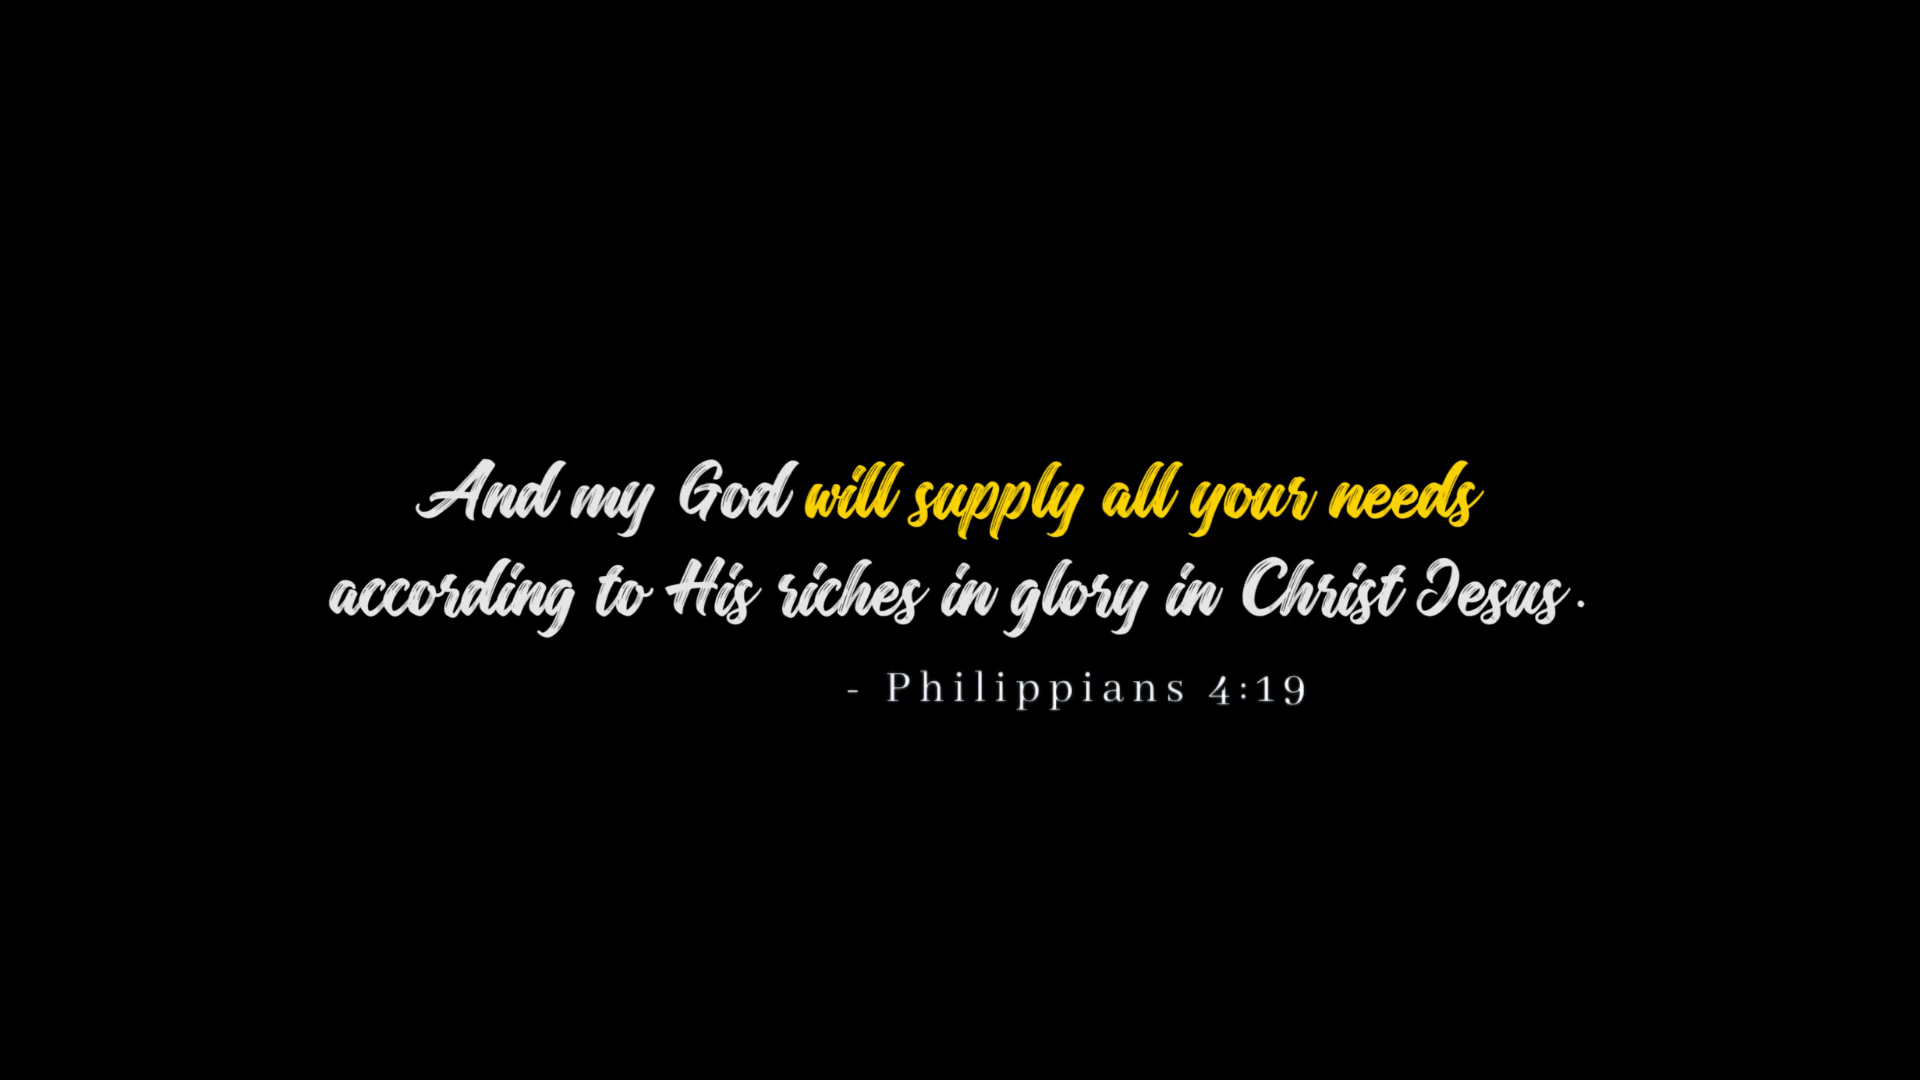 And my God will supply all your needs
according to His riches in glory in Christ Jesus.
- Philippians 4:19